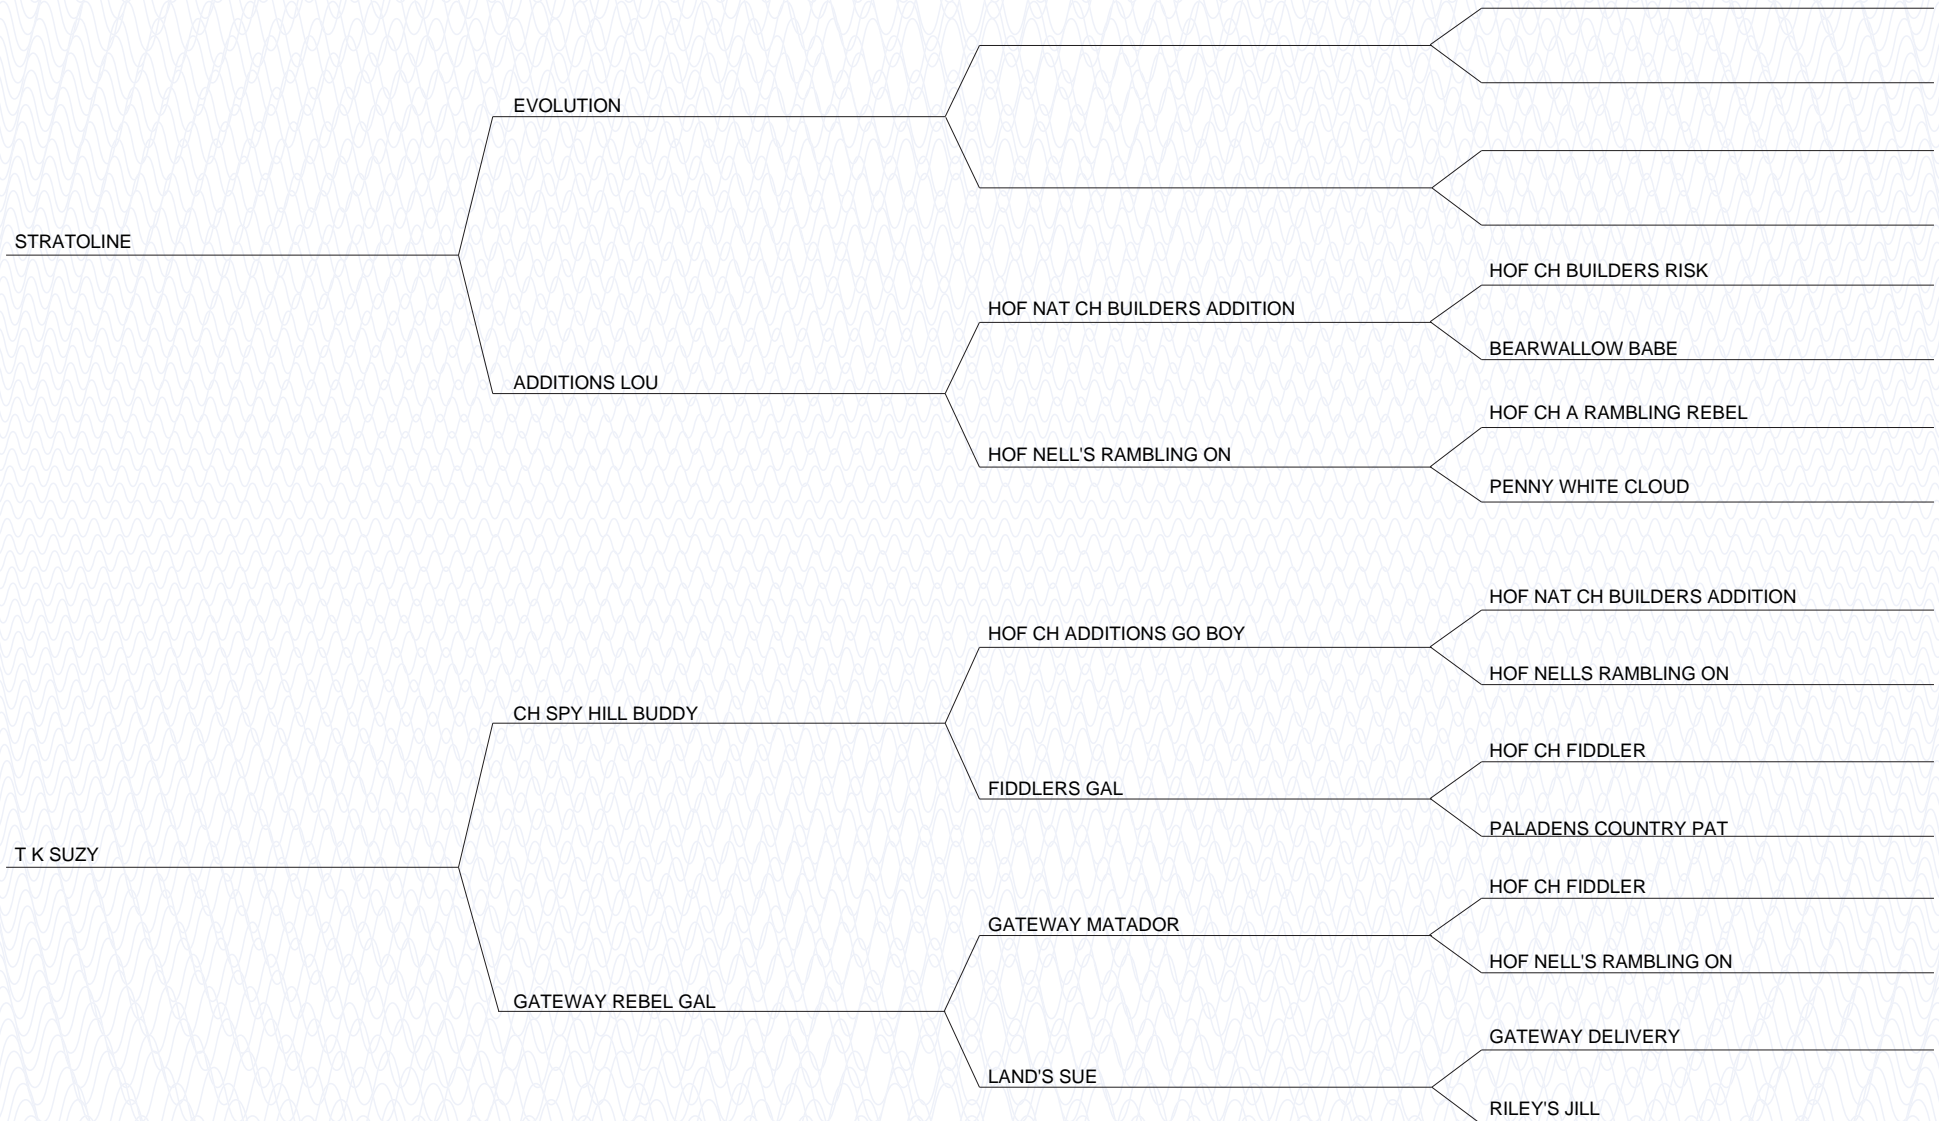 EVOLUTION
STRATOLINE
HOF CH BUILDERS RISK
HOF NAT CH BUILDERS ADDITION
BEARWALLOW BABE
ADDITIONS LOU
HOF CH A RAMBLING REBEL
HOF NELL'S RAMBLING ON
PENNY WHITE CLOUD
HOF NAT CH BUILDERS ADDITION
HOF CH ADDITIONS GO BOY
HOF NELLS RAMBLING ON
CH SPY HILL BUDDY
HOF CH FIDDLER
FIDDLERS GAL
PALADENS COUNTRY PAT
T K SUZY
HOF CH FIDDLER
GATEWAY MATADOR
HOF NELL'S RAMBLING ON
GATEWAY REBEL GAL
GATEWAY DELIVERY
LAND'S SUE
RILEY'S JILL